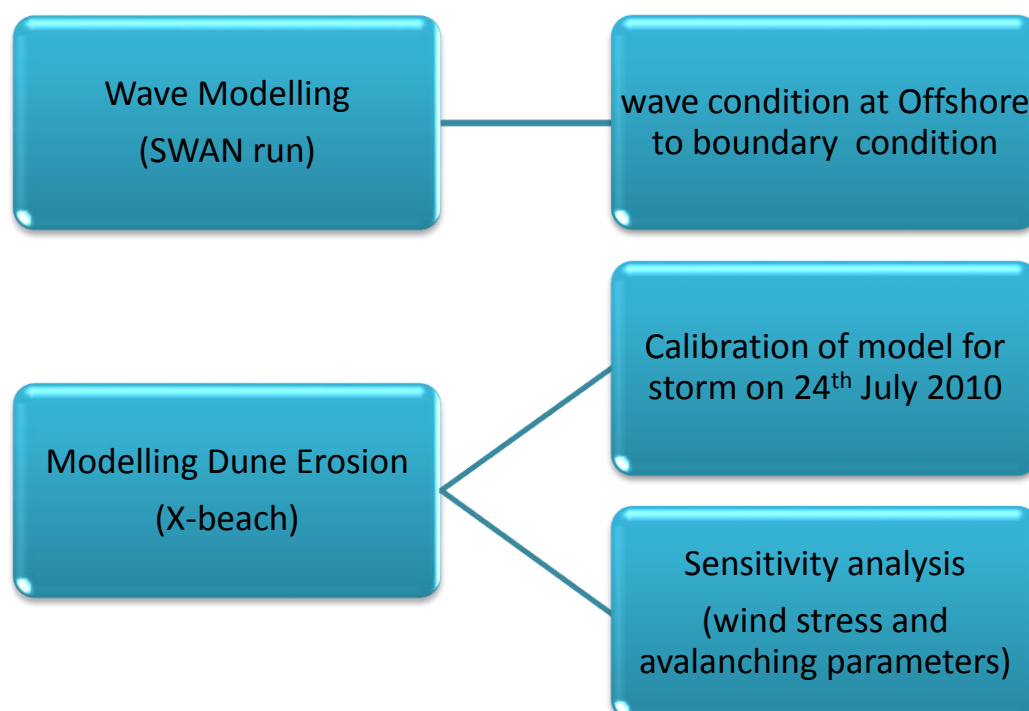 Wave Modelling
(SWAN run)
wave condition at Offshore
to boundary condition
Modelling Dune Erosion
(X-beach)
Calibration of model for
storm on 24th July 2010
Sensitivity analysis
(wind stress and
avalanching parameters)